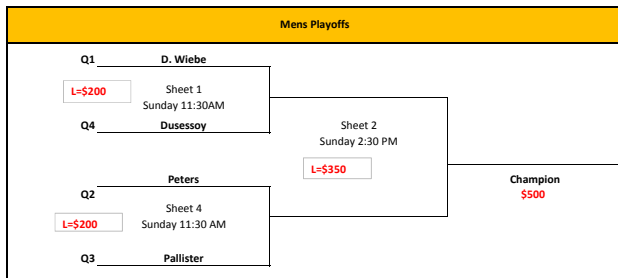 Mens Playoffs
Q1 D. Wiebe
L=$200 Sheet 1
Sunday 11:30AM
Q4 Dusessoy
Sheet 2
Sunday 2:30 PM
L=$350
Peters
Q2
Champion
$500
Sheet 4
L=$200 Sunday 11:30 AM
Q3 Pallister